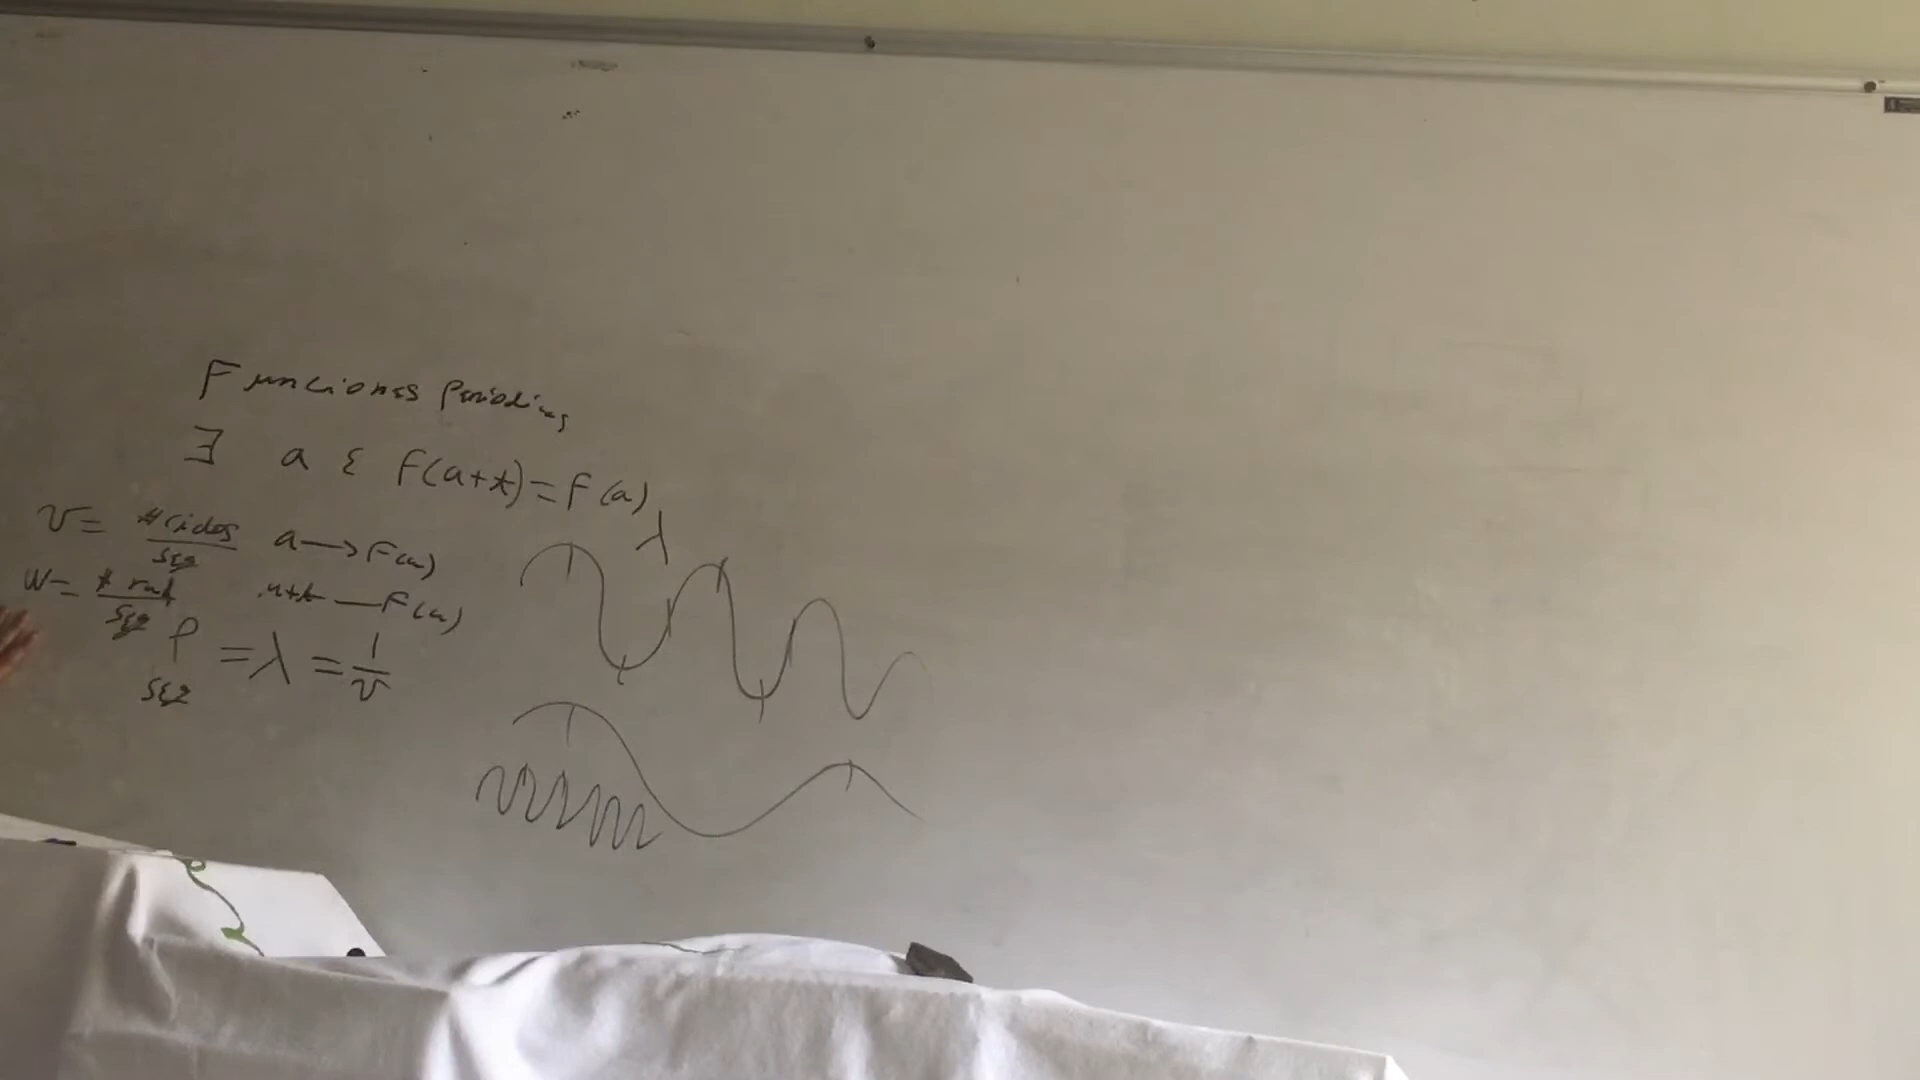 Funciones Periodicas
∃ a ε F(a+t) = F(a)
ν = # ciclos / seg a → F(a)
w = # rad / seg a+t — F(a)
P seg = λ = 1/ν
λ